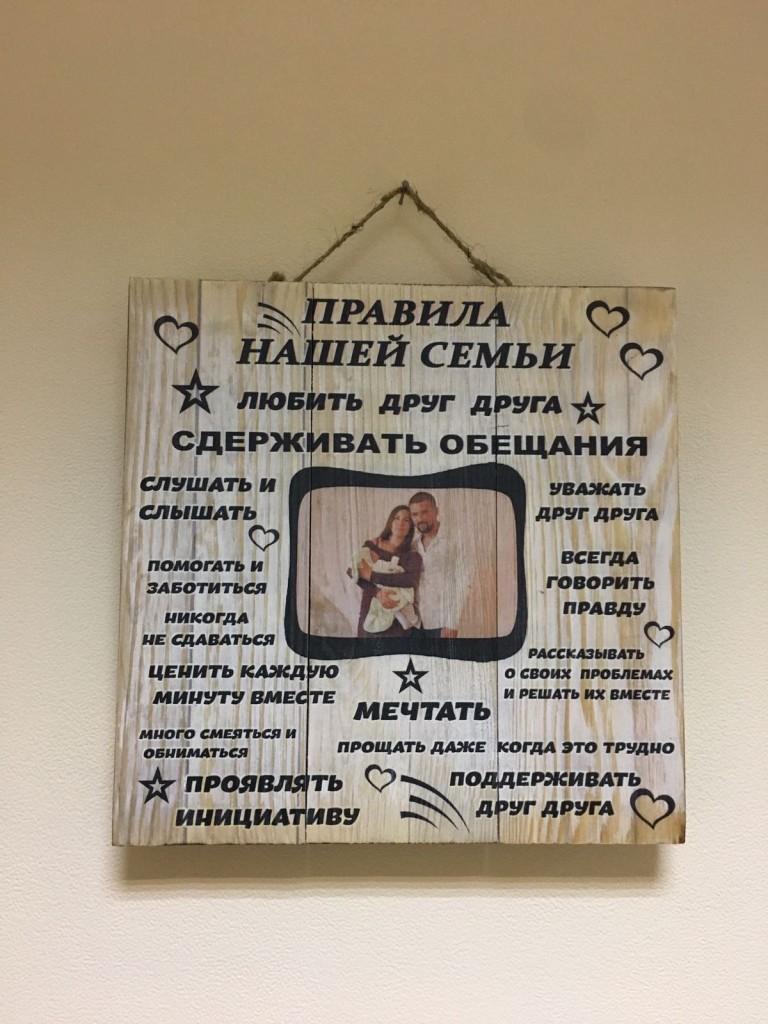 ПРАВИЛА
НАШЕЙ СЕМЬИ
ЛЮБИТЬ ДРУГ ДРУГА
СДЕРЖИВАТЬ ОБЕЩАНИЯ
СЛУШАТЬ И
СЛЫШАТЬ
УВАЖАТЬ
ДРУГ ДРУГА
ПОМОГАТЬ И
ЗАБОТИТЬСЯ
ВСЕГДА
ГОВОРИТЬ
ПРАВДУ
НИКОГДА
НЕ СДАВАТЬСЯ
РАССКАЗЫВАТЬ
О СВОИХ ПРОБЛЕМАХ
И РЕШАТЬ ИХ ВМЕСТЕ
ЦЕНИТЬ КАЖДУЮ
МИНУТУ ВМЕСТЕ
МЕЧТАТЬ
МНОГО СМЕЯТЬСЯ И
ОБНИМАТЬСЯ
ПРОЩАТЬ ДАЖЕ КОГДА ЭТО ТРУДНО
ПРОЯВЛЯТЬ
ИНИЦИАТИВУ
ПОДДЕРЖИВАТЬ
ДРУГ ДРУГА